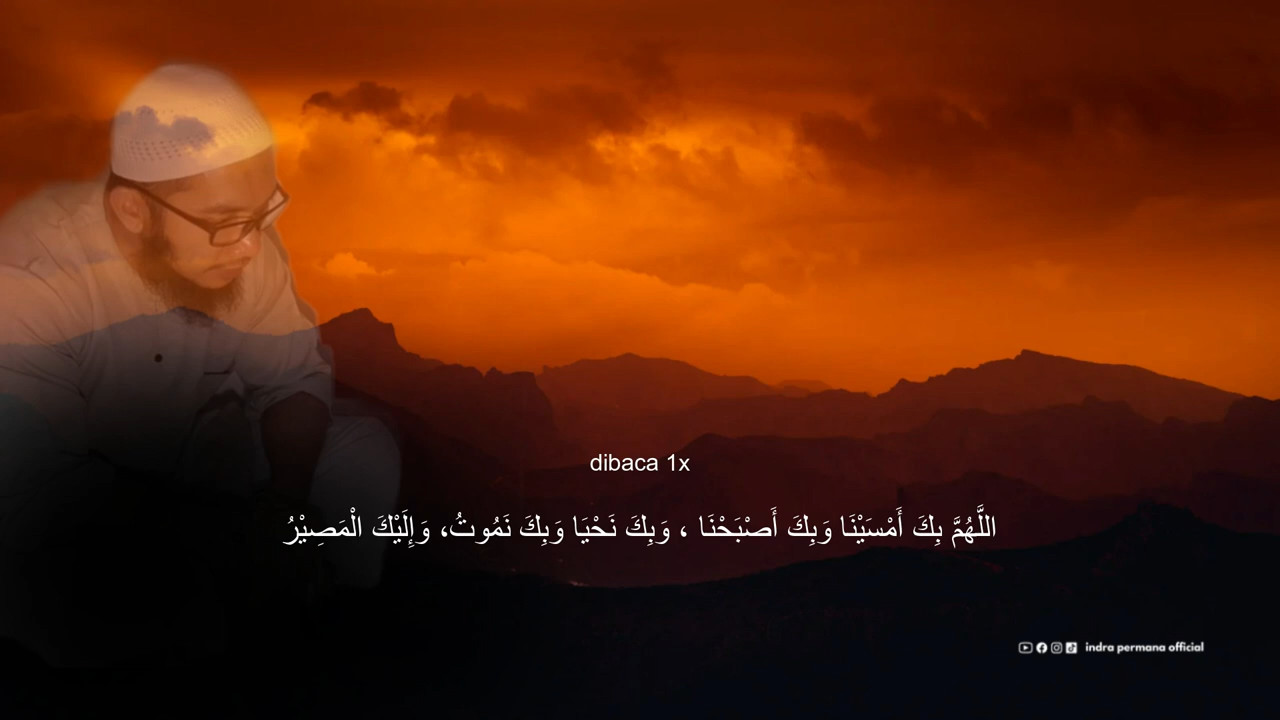 dibaca 1x
اللَّهُمَّ بِكَ أَمْسَيْنَا وَبِكَ أَصْبَحْنَا ، وَبِكَ نَحْيَا وَبِكَ نَمُوتُ، وَإِلَيْكَ الْمَصِيْرُ
indra permana official